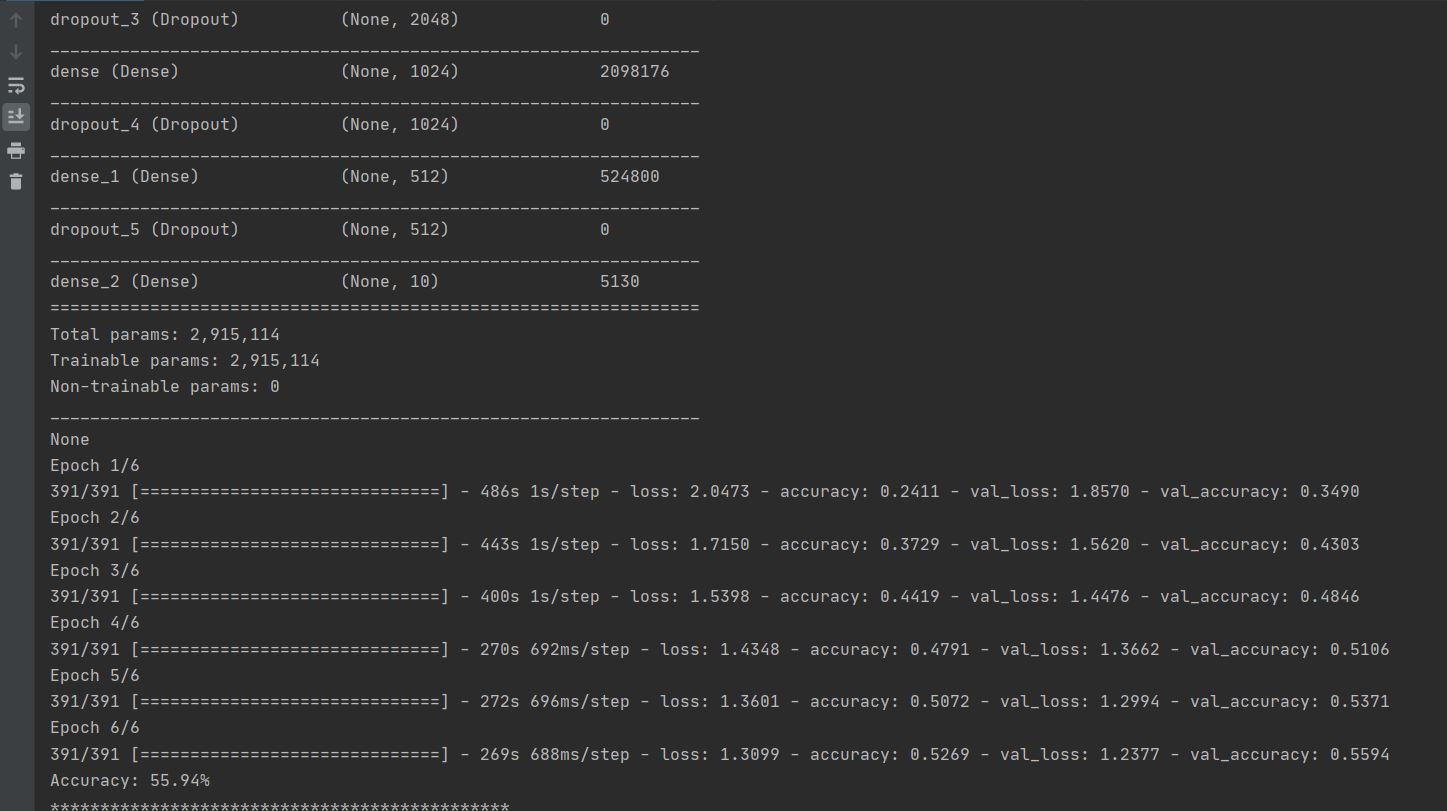 dropout_3 (Dropout)          (None, 2048)              0
_________________________________________________________________
dense (Dense)                (None, 1024)              2098176
_________________________________________________________________
dropout_4 (Dropout)          (None, 1024)              0
_________________________________________________________________
dense_1 (Dense)              (None, 512)               524800
_________________________________________________________________
dropout_5 (Dropout)          (None, 512)               0
_________________________________________________________________
dense_2 (Dense)              (None, 10)                5130
=================================================================
Total params: 2,915,114
Trainable params: 2,915,114
Non-trainable params: 0
_________________________________________________________________
None
Epoch 1/6
391/391 [==============================] - 486s 1s/step - loss: 2.0473 - accuracy: 0.2411 - val_loss: 1.8570 - val_accuracy: 0.3490
Epoch 2/6
391/391 [==============================] - 443s 1s/step - loss: 1.7150 - accuracy: 0.3729 - val_loss: 1.5620 - val_accuracy: 0.4303
Epoch 3/6
391/391 [==============================] - 400s 1s/step - loss: 1.5398 - accuracy: 0.4419 - val_loss: 1.4476 - val_accuracy: 0.4846
Epoch 4/6
391/391 [==============================] - 270s 692ms/step - loss: 1.4348 - accuracy: 0.4791 - val_loss: 1.3662 - val_accuracy: 0.5106
Epoch 5/6
391/391 [==============================] - 272s 696ms/step - loss: 1.3601 - accuracy: 0.5072 - val_loss: 1.2994 - val_accuracy: 0.5371
Epoch 6/6
391/391 [==============================] - 269s 688ms/step - loss: 1.3099 - accuracy: 0.5269 - val_loss: 1.2377 - val_accuracy: 0.5594
Accuracy: 55.94%
**********************************************